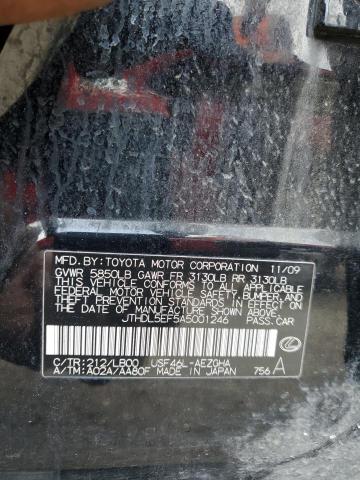 MFD. BY: TOYOTA MOTOR CORPORATION 11/09
GVWR 5850LB GAWR FR 3130LB RR 3130LB
THIS VEHICLE CONFORMS TO ALL APPLICABLE
FEDERAL MOTOR VEHICLE SAFETY, BUMPER, AND
THEFT PREVENTION STANDARDS IN EFFECT ON
THE DATE OF MANUFACTURE SHOWN ABOVE.
JTHDL5EF5A5001246 PASS.CAR
C/TR:212/LB00 USF46L-AEZGHA
A/TM:A02A/AA80F MADE IN JAPAN 756 A